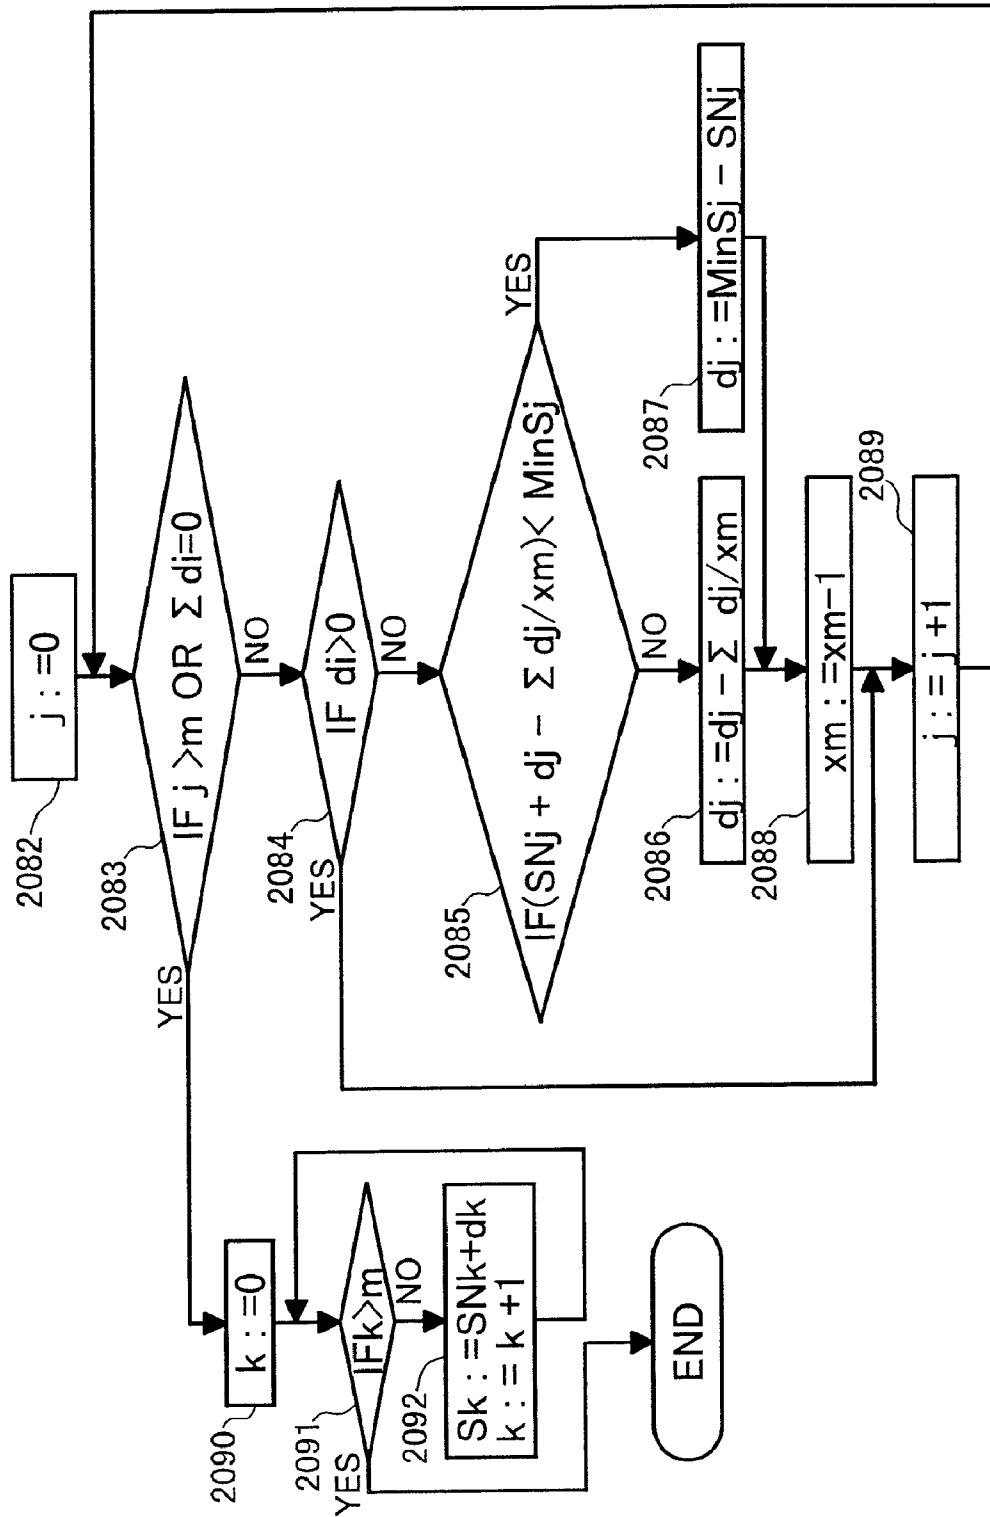 2082
j : =0
2083
IF j >m OR Σ di=0
YES
NO
2084
IF di>0
YES
NO
2085
IF(SNj + dj - Σ dj/xm)< MinSj
YES
NO
2086
dj : =dj - Σ dj/xm
2087
dj : =MinSj - SNj
2088
xm : =xm-1
2089
j : = j +1
2090
k : =0
2091
IFk>m
YES
NO
2092
Sk : =SNk+dk
k : = k +1
END